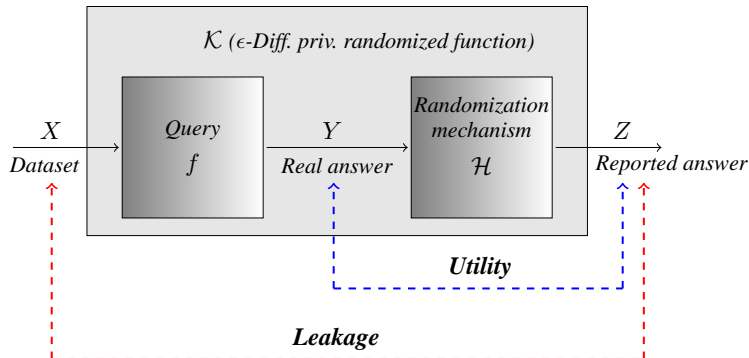 𝒦 (ϵ-Diff. priv. randomized function)
X
Dataset
Query
f
Y
Real answer
Randomization
mechanism
ℋ
Z
Reported answer
Utility
Leakage